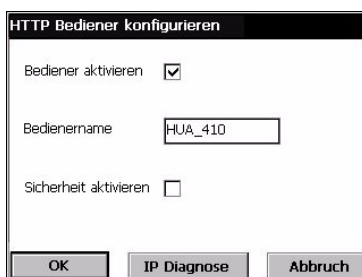 HTTP Bediener konfigurieren
Bediener aktivieren
Bedienername HUA_410
Sicherheit aktivieren
OK IP Diagnose Abbruch